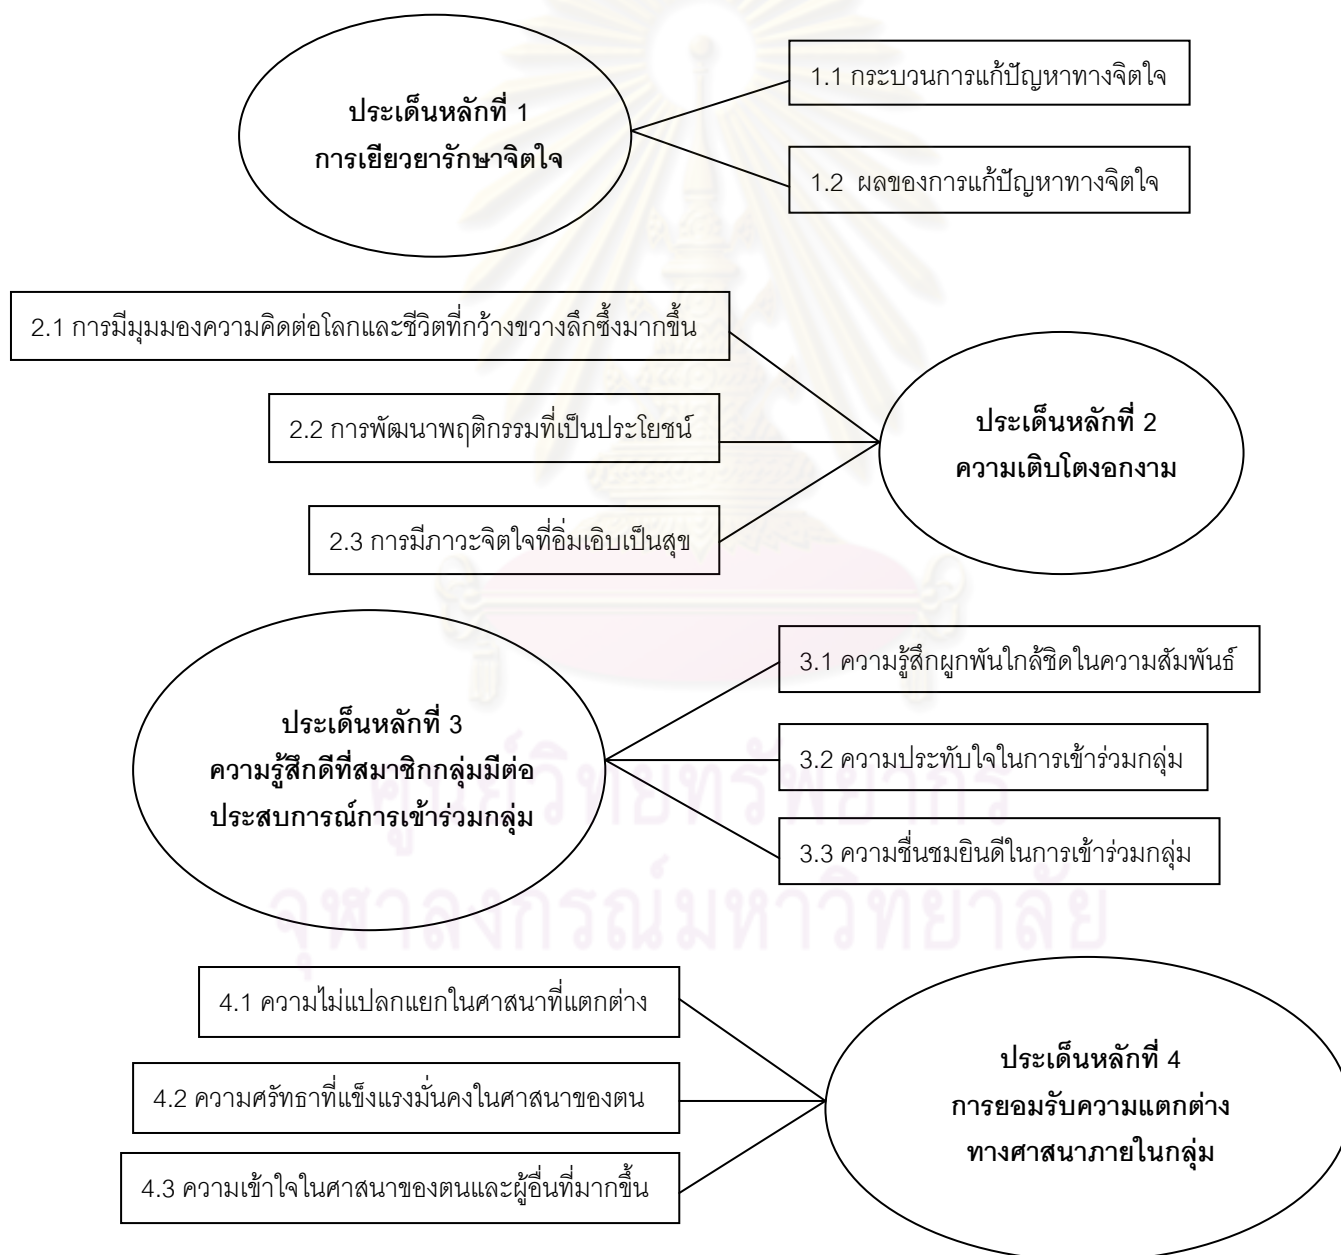 ประเด็นหลักที่ 1
การเยียวยารักษาจิตใจ
1.1 กระบวนการแก้ปัญหาทางจิตใจ
1.2 ผลของการแก้ปัญหาทางจิตใจ
2.1 การมีมุมมองความคิดต่อโลกและชีวิตที่กว้างขวางลึกซึ้งมากขึ้น
2.2 การพัฒนาพฤติกรรมที่เป็นประโยชน์
2.3 การมีภาวะจิตใจที่อิ่มเอิบเป็นสุข
ประเด็นหลักที่ 2
ความเติบโตงอกงาม
ประเด็นหลักที่ 3
ความรู้สึกดีที่สมาชิกกลุ่มมีต่อ
ประสบการณ์การเข้าร่วมกลุ่ม
3.1 ความรู้สึกผูกพันใกล้ชิดในความสัมพันธ์
3.2 ความประทับใจในการเข้าร่วมกลุ่ม
3.3 ความชื่นชมยินดีในการเข้าร่วมกลุ่ม
ศูนย์วิทยทรัพยากร
จุฬาลงกรณ์มหาวิทยาลัย
4.1 ความไม่แปลกแยกในศาสนาที่แตกต่าง
4.2 ความศรัทธาที่แข็งแรงมั่นคงในศาสนาของตน
4.3 ความเข้าใจในศาสนาของตนและผู้อื่นที่มากขึ้น
ประเด็นหลักที่ 4
การยอมรับความแตกต่าง
ทางศาสนาภายในกลุ่ม